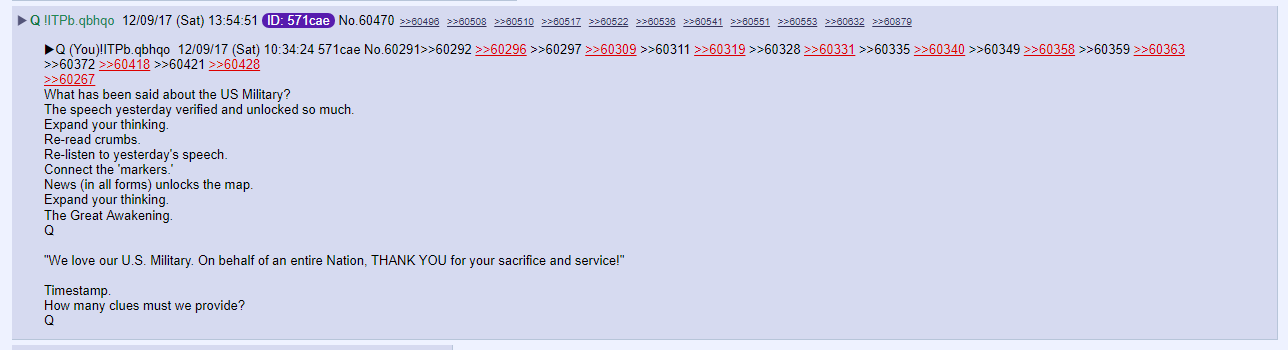 ▶Q !ITPb.qbhqo 12/09/17 (Sat) 13:54:51 ID: 571cae No.60470 >>60496 >>60508 >>60510 >>60517 >>60522 >>60536 >>60541 >>60551 >>60553 >>60632 >>60879
▶Q (You)!ITPb.qbhqo 12/09/17 (Sat) 10:34:24 571cae No.60291>>60292 >>60296 >>60297 >>60309 >>60311 >>60319 >>60328 >>60331 >>60335 >>60340 >>60349 >>60358 >>60359 >>60363
>>60372 >>60418 >>60421 >>60428
>>60267
What has been said about the US Military?
The speech yesterday verified and unlocked so much.
Expand your thinking.
Re-read crumbs.
Re-listen to yesterday's speech.
Connect the 'markers.'
News (in all forms) unlocks the map.
Expand your thinking.
The Great Awakening.
Q
"We love our U.S. Military. On behalf of an entire Nation, THANK YOU for your sacrifice and service!"
Timestamp.
How many clues must we provide?
Q